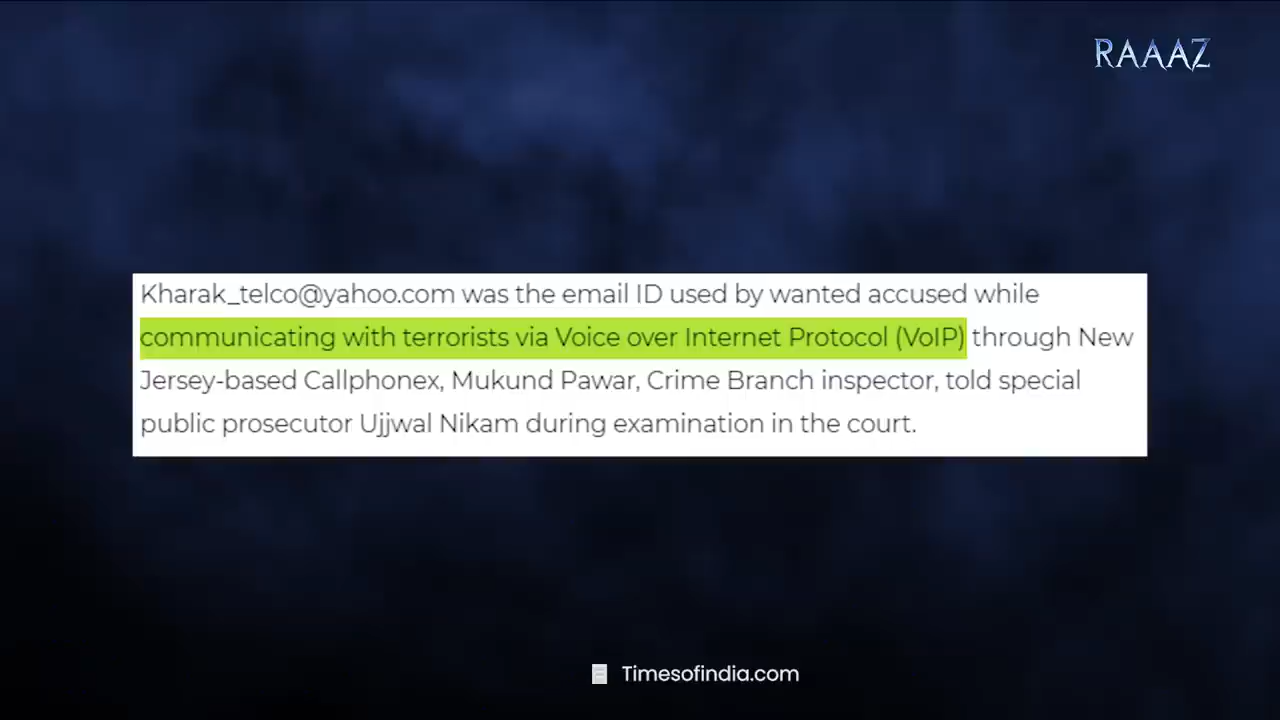 RAAAZ
Kharak_telco@yahoo.com was the email ID used by wanted accused while
communicating with terrorists via Voice over Internet Protocol (VoIP) through New
Jersey-based Callphonex, Mukund Pawar, Crime Branch inspector, told special
public prosecutor Ujjwal Nikam during examination in the court.
Timesofindia.com